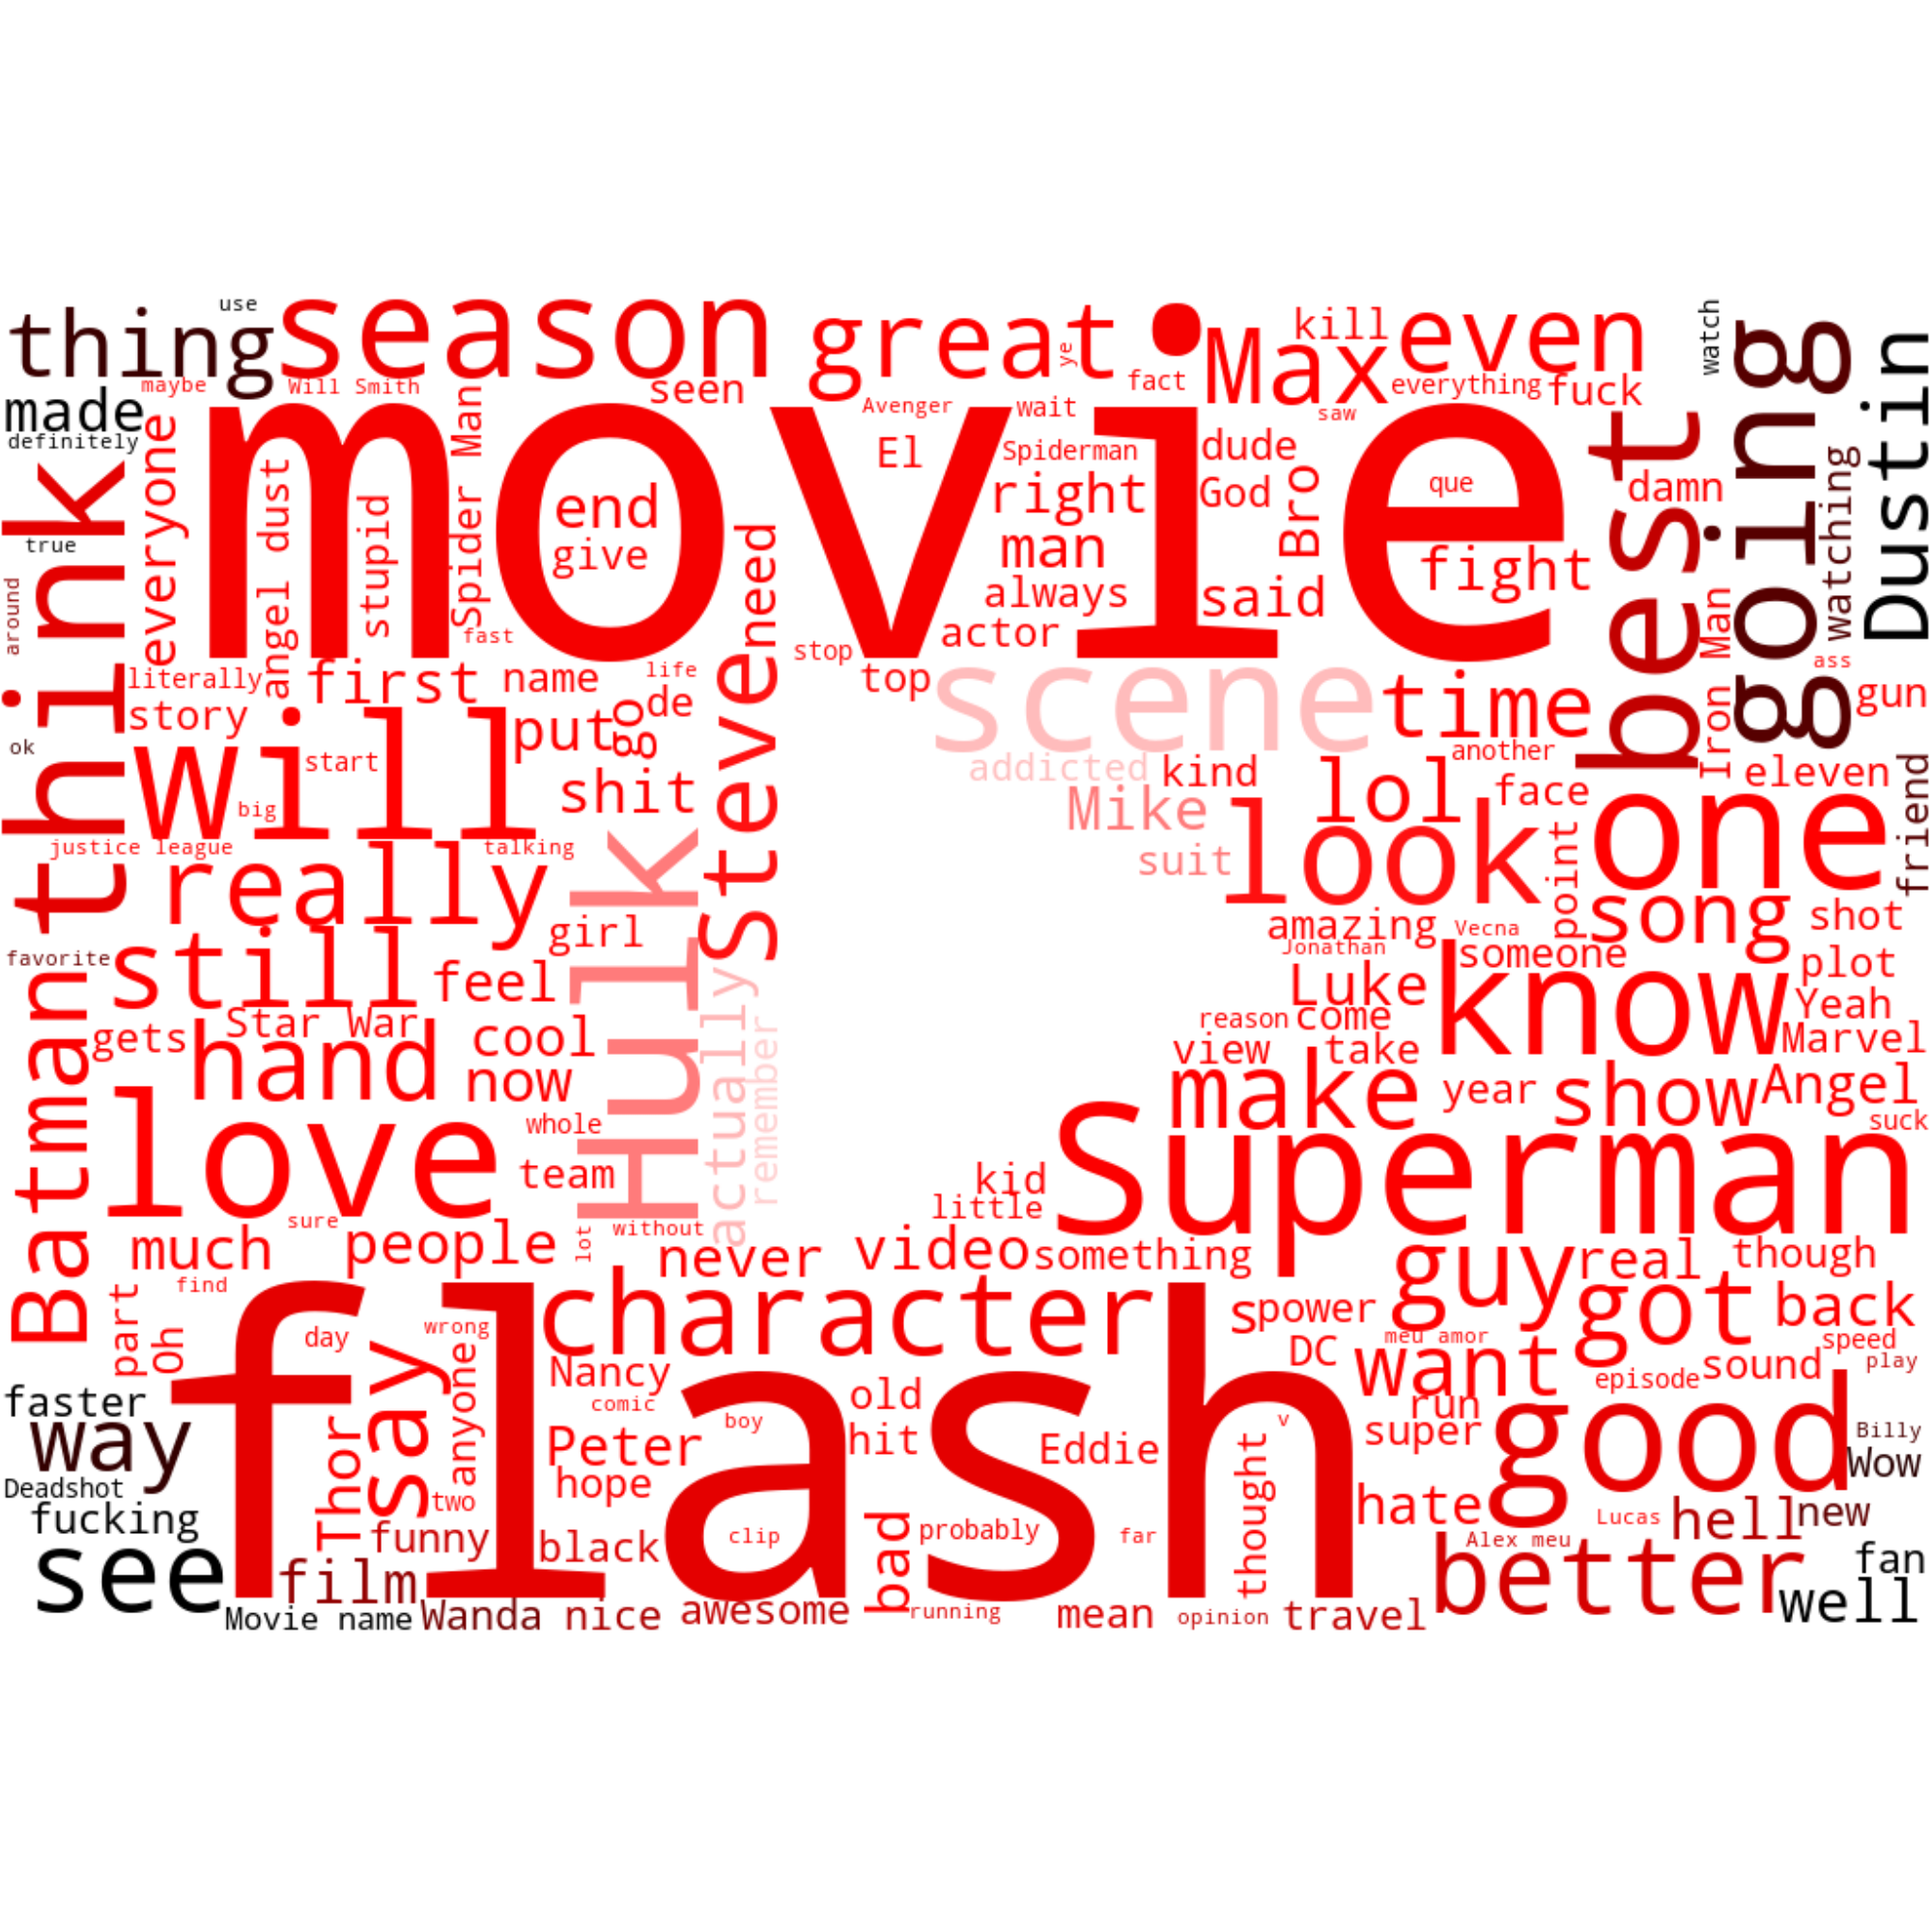 use
thing
season
great
ye
Max
kill
even
watch
going
Dustin
made
maybe
Will Smith
seen
Avenger
wait
fact
saw
everything
fuck
definitely
everyone
movie
Spider Man
El
Spiderman
dude
best
damn
watching
think
true
angel dust
stupid
end
give
need
right
God
Bro
que
man
fight
always
said
around
fast
stop
actor
Iron Man
ass
literally
first
name
life
de
top
scene
time
gun
story
put
go
Steve
ok
will
start
shit
addicted
kind
another
eleven
friend
big
Mike
lol
face
one
justice league
talking
Hulk
suit
look
point
really
girl
amazing
Vecna
song
shot
favorite
still
feel
actually
Jonathan
someone
plot
Batman
gets
Star War
cool
remember
Luke
know
Yeah
hand
now
reason
come
Marvel
view
take
love
whole
make
year
show
Angel
suck
team
kid
little
Superman
much
sure
people
lot
without
never
video
something
guy
real
though
part
find
Oh
day
wrong
character
s
power
got
back
flash
say
anyone
Nancy
DC
meu amor
speed
want
sound
play
faster
comic
boy
old
v
run
episode
way
Thor
Peter
hit
Eddie
thought
super
good
Billy
Wow
Deadshot
two
hope
hate
Lucas
hell
new
fucking
funny
black
clip
bad
probably
far
Alex meu
see
film
better
fan
well
Movie name
Wanda
nice
awesome
running
mean
opinion
travel